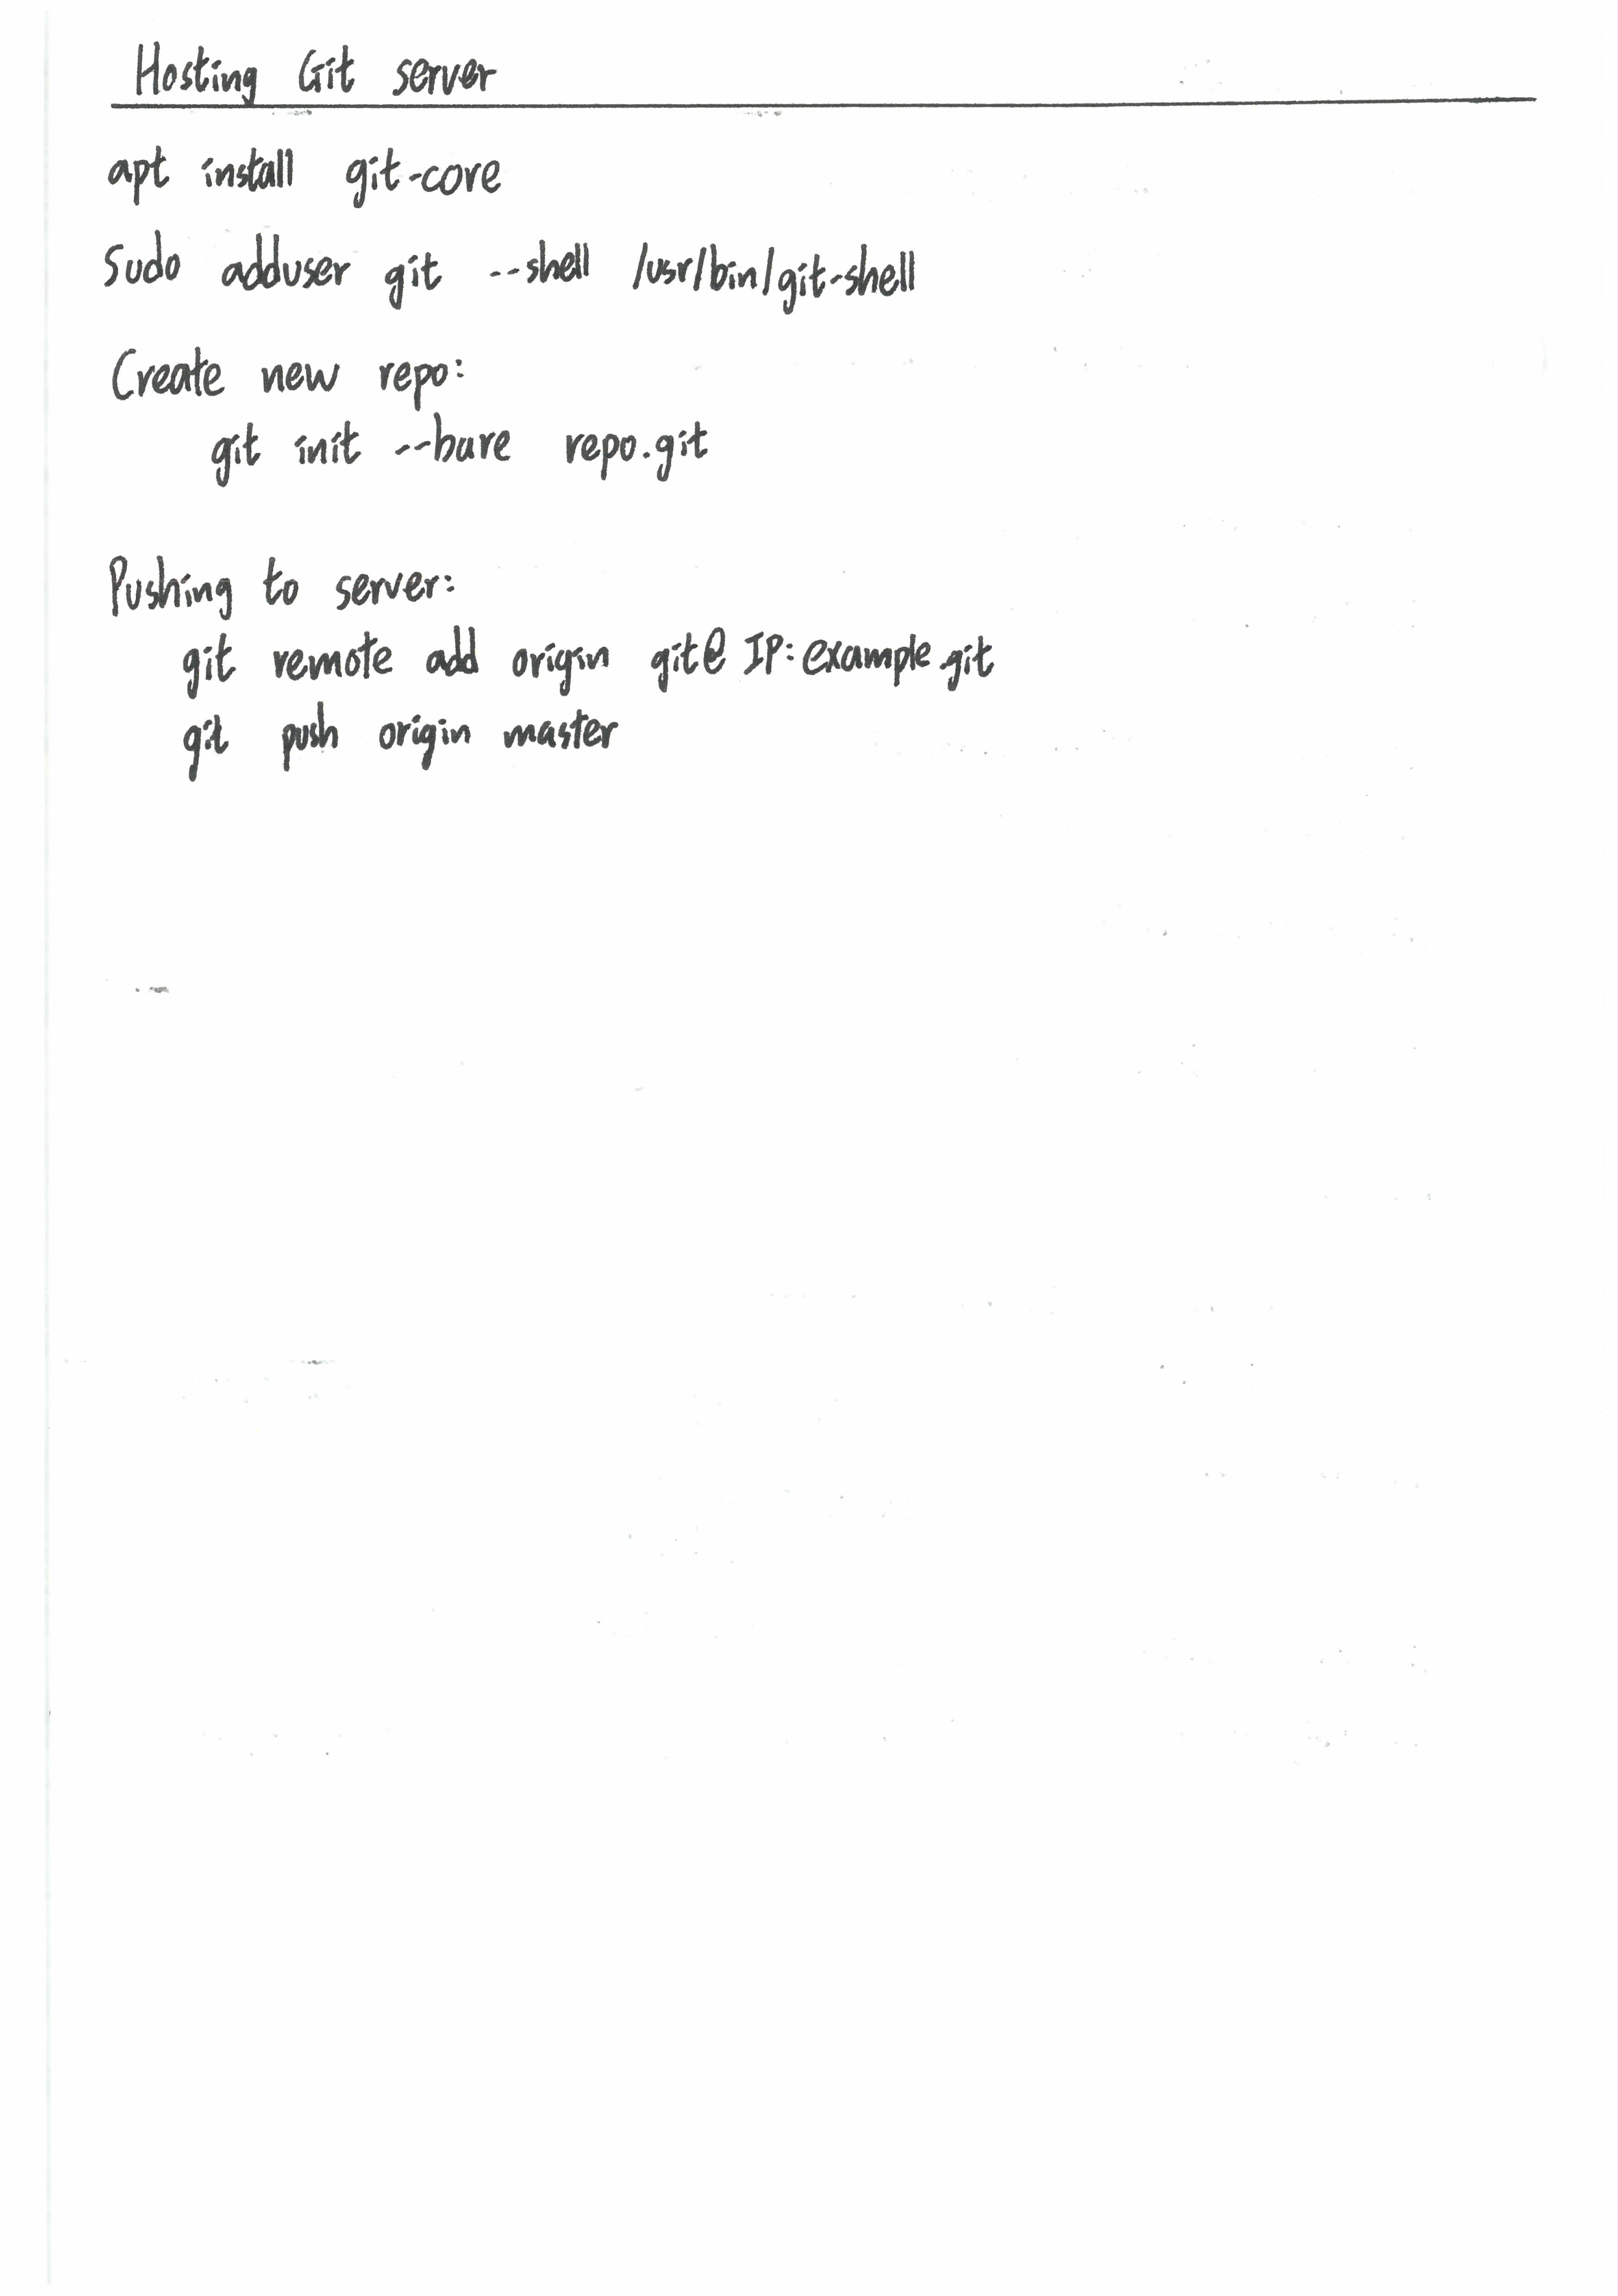 Hosting Git server
apt install git-core
Sudo adduser git --shell /usr/bin/git-shell
Create new repo:
git init --bare repo.git
Pushing to server:
git remote add origin git@IP:example.git
git push origin master